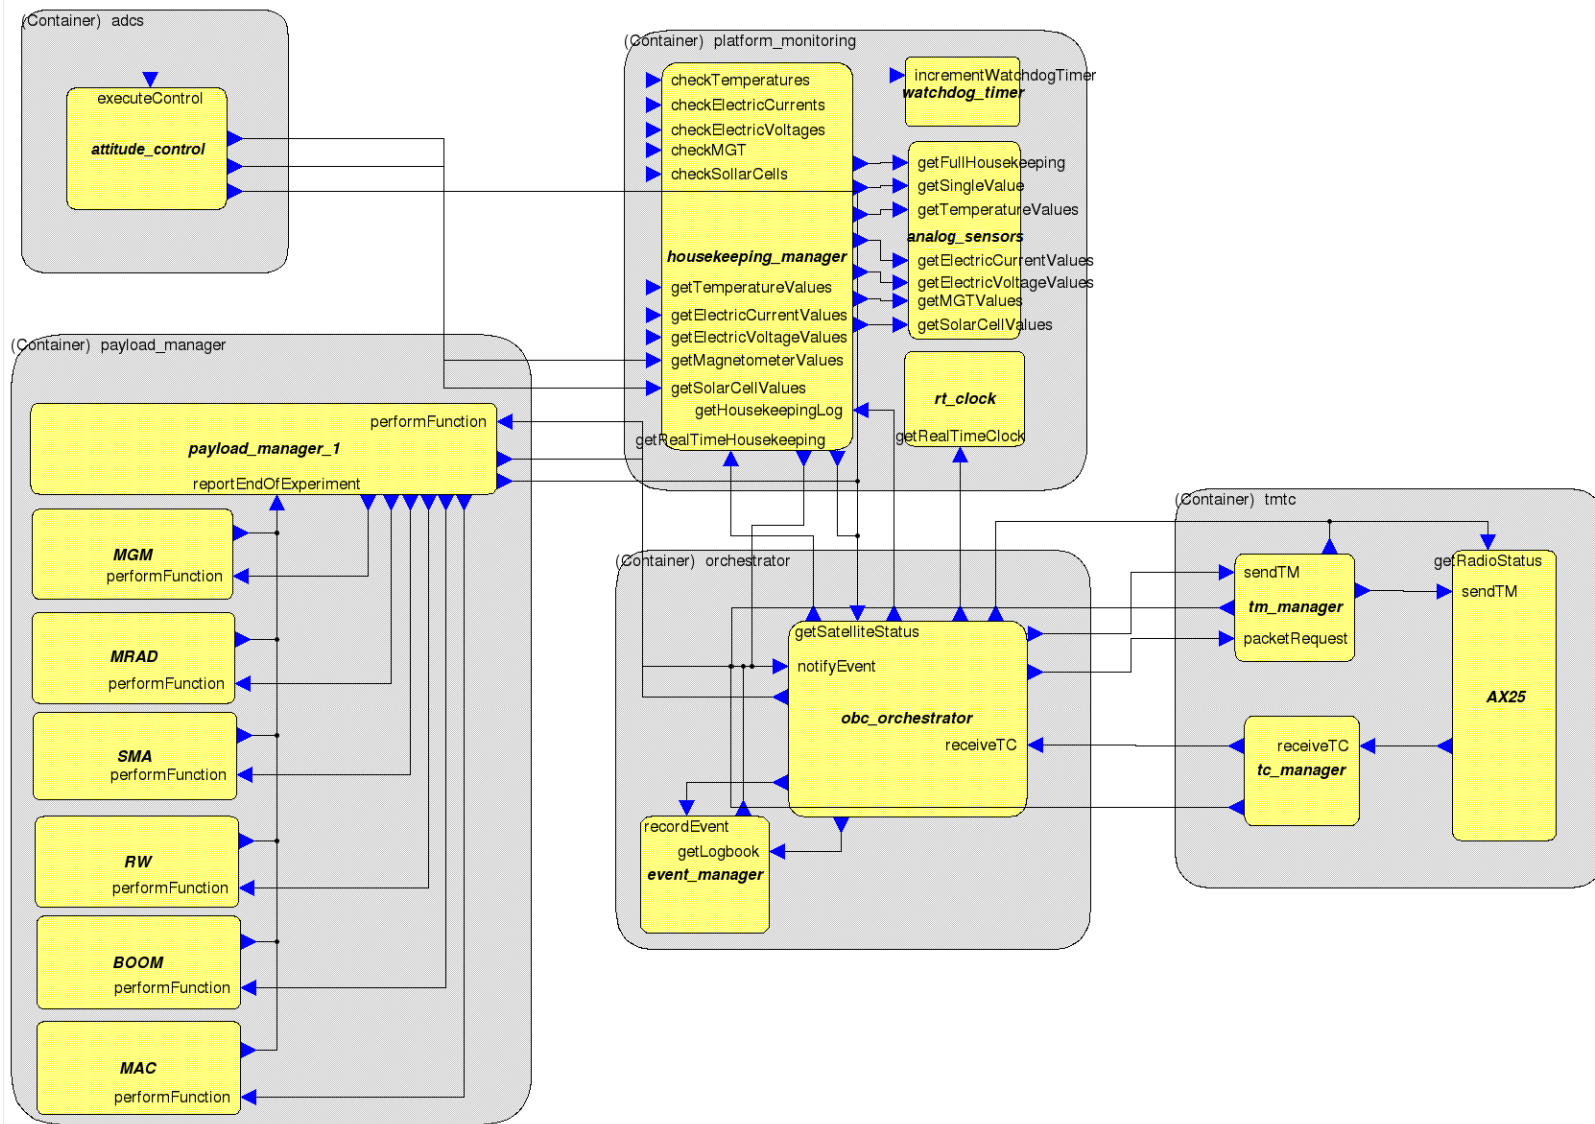 (Container) adcs
executeControl
attitude_control
(Container) platform_monitoring
checkTemperatures
checkElectricCurrents
checkElectricVoltages
checkMGT
checkSollarCells
housekeeping_manager
getTemperatureValues
getElectricCurrentValues
getElectricVoltageValues
getMagnetometerValues
getSolarCellValues
getHousekeepingLog
getRealTimeHousekeeping
incrementWatchdogTimer
watchdog_timer
getFullHousekeeping
getSingleValue
getTemperatureValues
analog_sensors
getElectricCurrentValues
getElectricVoltageValues
getMGTValues
getSolarCellValues
rt_clock
getRealTimeClock
(Container) payload_manager
performFunction
payload_manager_1
reportEndOfExperiment
MGM
performFunction
MRAD
performFunction
SMA
performFunction
RW
performFunction
BOOM
performFunction
MAC
performFunction
(Container) orchestrator
getSatelliteStatus
notifyEvent
obc_orchestrator
receiveTC
recordEvent
getLogbook
event_manager
(Container) tmtc
sendTM
tm_manager
packetRequest
receiveTC
tc_manager
getRadioStatus
sendTM
AX25